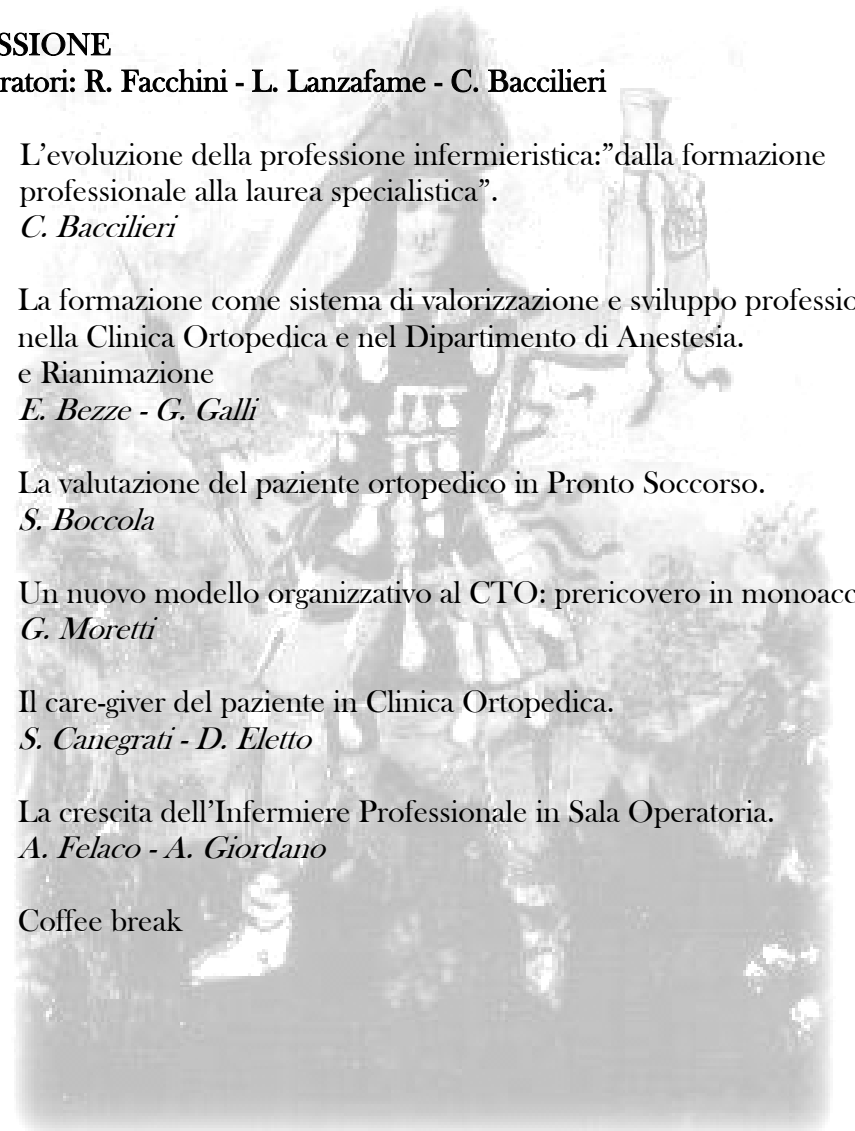 SSIONE
ratori: R. Facchini - L. Lanzafame - C. Baccilieri
L’evoluzione della professione infermieristica:”dalla formazione
professionale alla laurea specialistica”.
C. Baccilieri
La formazione come sistema di valorizzazione e sviluppo professio
nella Clinica Ortopedica e nel Dipartimento di Anestesia.
e Rianimazione
E. Bezze - G. Galli
La valutazione del paziente ortopedico in Pronto Soccorso.
S. Boccola
Un nuovo modello organizzativo al CTO: prericovero in monoacc
G. Moretti
Il care-giver del paziente in Clinica Ortopedica.
S. Canegrati - D. Eletto
La crescita dell’Infermiere Professionale in Sala Operatoria.
A. Felaco - A. Giordano
Coffee break